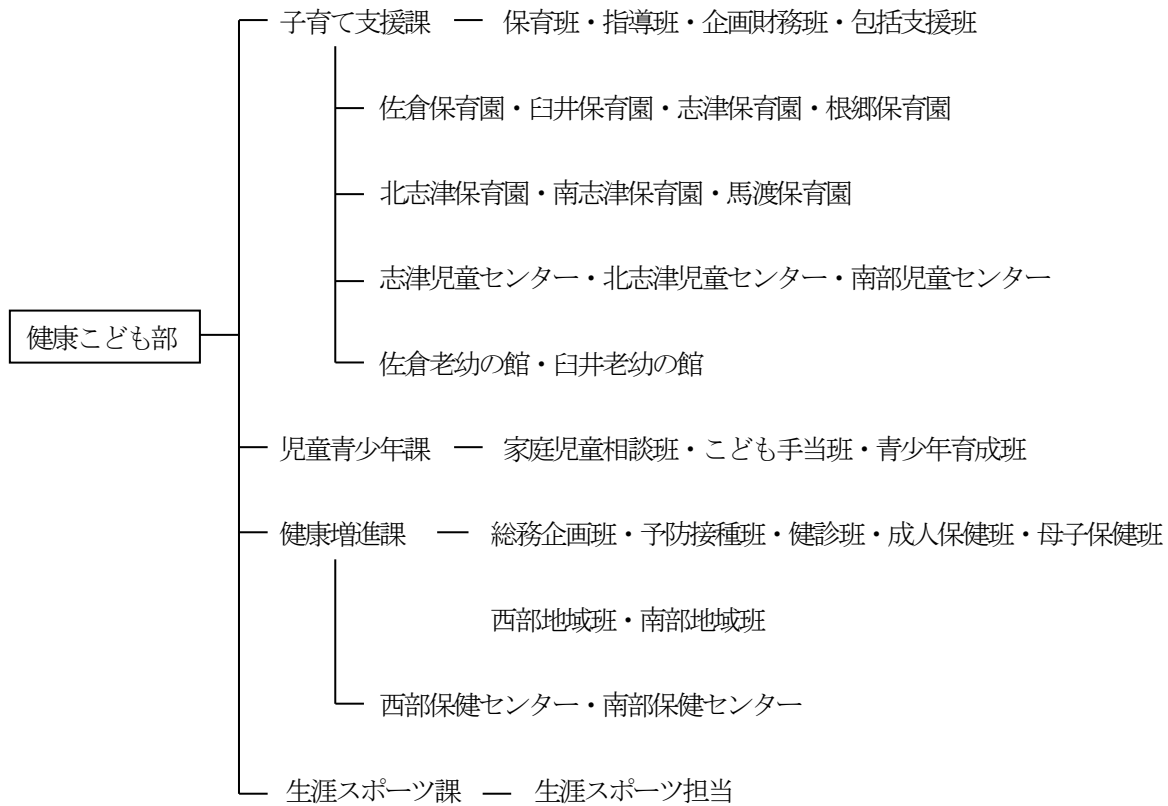 子育て支援課 ― 保育班・指導班・企画財務班・包括支援班
佐倉保育園・臼井保育園・志津保育園・根郷保育園
北志津保育園・南志津保育園・馬渡保育園
志津児童センター・北志津児童センター・南部児童センター
健康こども部
佐倉老幼の館・臼井老幼の館
児童青少年課 ― 家庭児童相談班・こども手当班・青少年育成班
健康増進課 ― 総務企画班・予防接種班・健診班・成人保健班・母子保健班
西部地域班・南部地域班
西部保健センター・南部保健センター
生涯スポーツ課 ― 生涯スポーツ担当